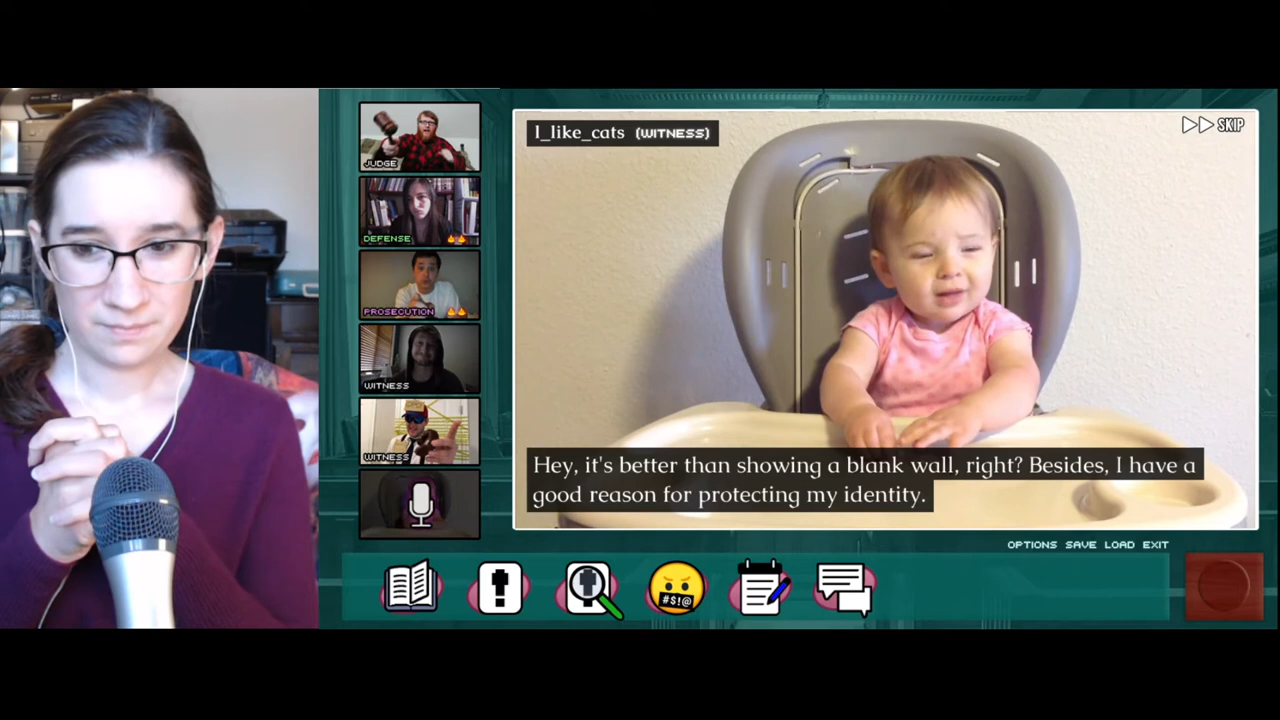 I_like_cats (WITNESS)
SKIP
JUDGE
DEFENSE
PROSECUTION
WITNESS
WITNESS
Hey, it's better than showing a blank wall, right? Besides, I have a
good reason for protecting my identity.
OPTIONS SAVE LOAD EXIT
#$!@